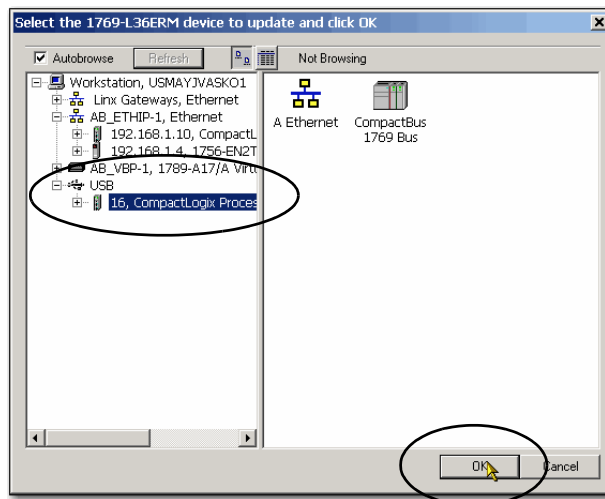 Select the 1769-L36ERM device to update and click OK
Autobrowse
Refresh
Not Browsing
Workstation, USMAYJVASKO1
Linx Gateways, Ethernet
AB_ETHIP-1, Ethernet
192.168.1.10, CompactL
192.168.1.4, 1756-EN2T
AB_VBP-1, 1789-A17/A Virtu
USB
16, CompactLogix Proces
A Ethernet
CompactBus
1769 Bus
OK
Cancel